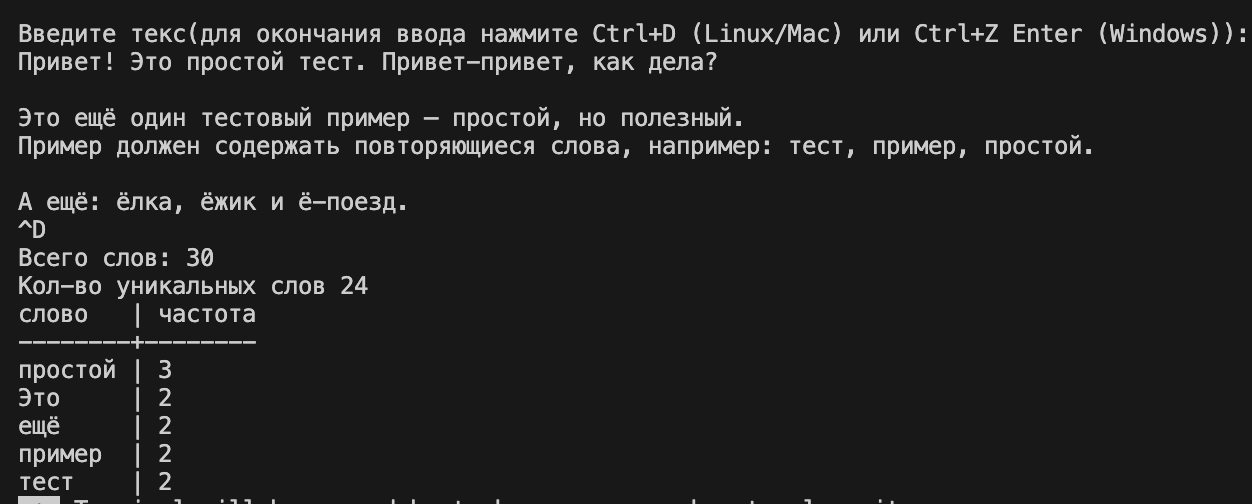 Введите текс(для окончания ввода нажмите Ctrl+D (Linux/Mac) или Ctrl+Z Enter (Windows)):
Привет! Это простой тест. Привет-привет, как дела?
Это ещё один тестовый пример — простой, но полезный.
Пример должен содержать повторяющиеся слова, например: тест, пример, простой.
А ещё: ёлка, ёжик и ё-поезд.
^D
Всего слов: 30
Кол-во уникальных слов 24
слово   | частота
--------+--------
простой | 3
Это     | 2
ещё     | 2
пример  | 2
тест    | 2